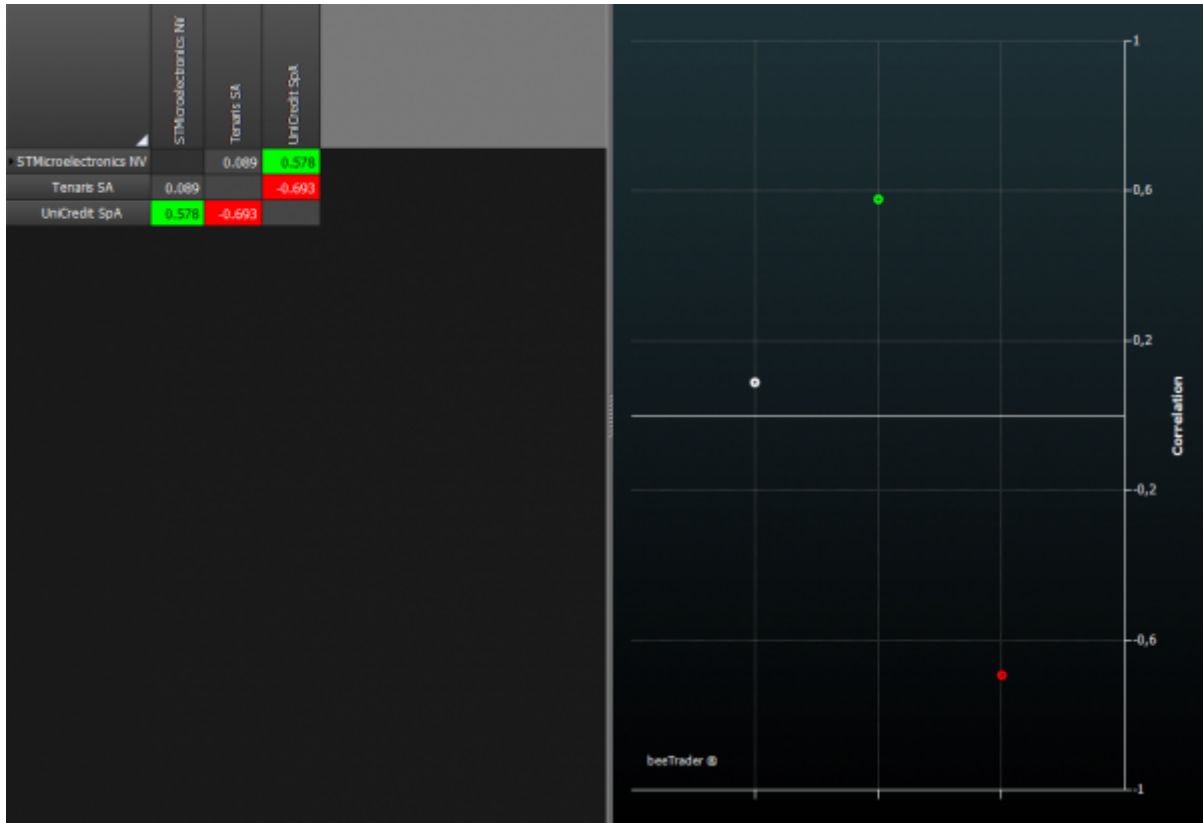 STMicroelectronics NV
Tenaris SA
UniCredit SpA
STMicroelectronics NV 0.089 0.578
Tenaris SA 0.089 -0.693
UniCredit SpA 0.578 -0.693
1
0,6
0,2
-0,2
-0,6
-1
Correlation
beeTrader ®